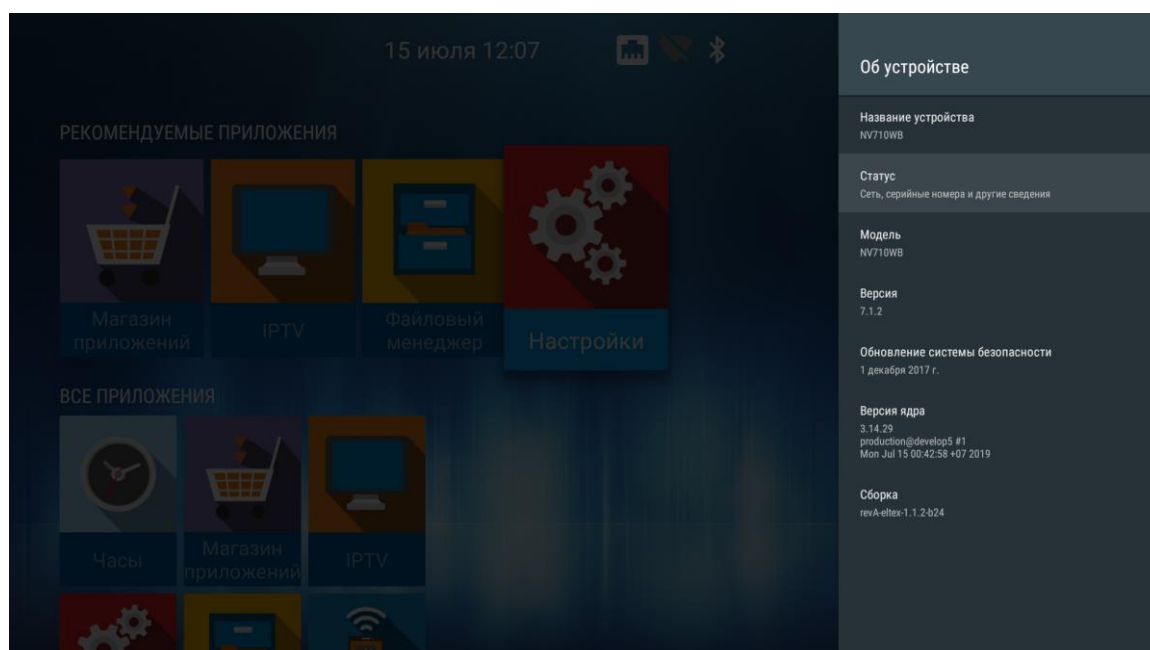 15 июля 12:07
РЕКОМЕНДУЕМЫЕ ПРИЛОЖЕНИЯ
Магазин
приложений
IPTV
Файловый
менеджер
Настройки
ВСЕ ПРИЛОЖЕНИЯ
Часы
Магазин
приложений
IPTV
Об устройстве
Название устройства
NV710WB
Статус
Сеть, серийные номера и другие сведения
Модель
NV710WB
Версия
7.1.2
Обновление системы безопасности
1 декабря 2017 г.
Версия ядра
3.14.29
production@develop5 #1
Mon Jul 15 00:42:58 +07 2019
Сборка
revA-eltex-1.1.2-b24